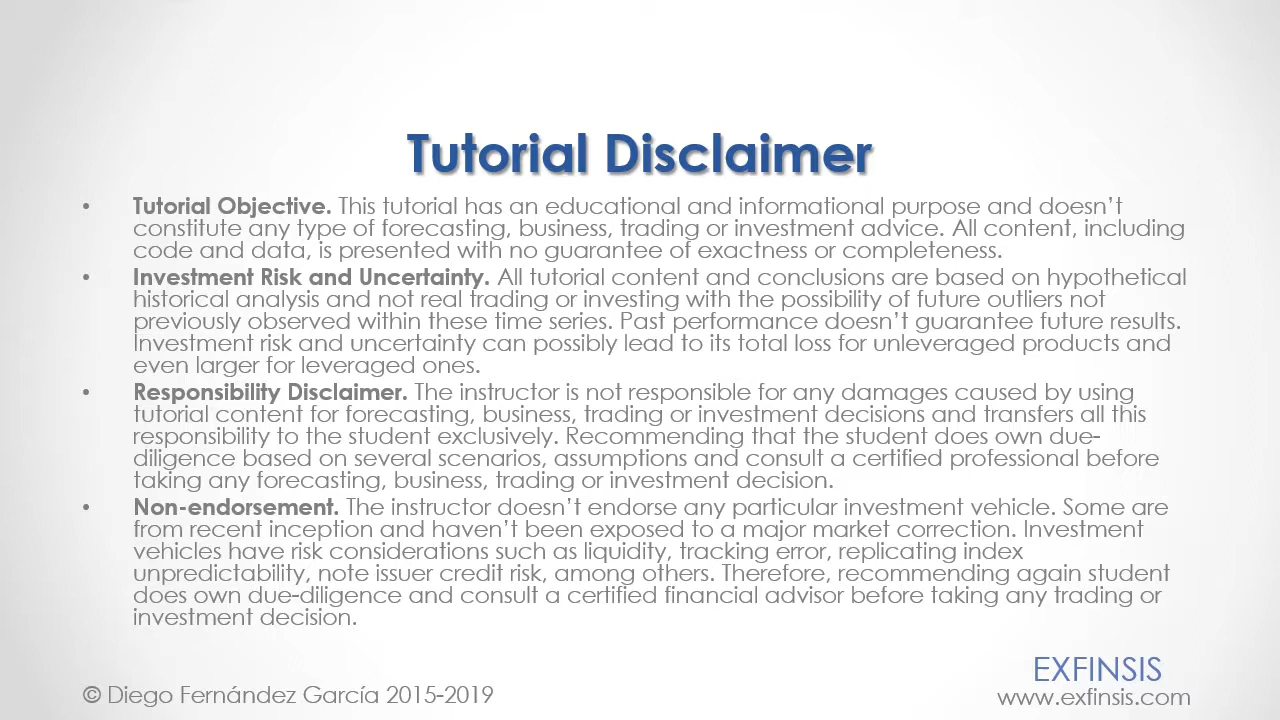 Tutorial Disclaimer
• Tutorial Objective. This tutorial has an educational and informational purpose and doesn’t
constitute any type of forecasting, business, trading or investment advice. All content, including
code and data, is presented with no guarantee of exactness or completeness.
• Investment Risk and Uncertainty. All tutorial content and conclusions are based on hypothetical
historical analysis and not real trading or investing with the possibility of future outliers not
previously observed within these time series. Past performance doesn’t guarantee future results.
Investment risk and uncertainty can possibly lead to its total loss for unleveraged products and
even larger for leveraged ones.
• Responsibility Disclaimer. The instructor is not responsible for any damages caused by using
tutorial content for forecasting, business, trading or investment decisions and transfers all this
responsibility to the student exclusively. Recommending that the student does own due-
diligence based on several scenarios, assumptions and consult a certified professional before
taking any forecasting, business, trading or investment decision.
• Non-endorsement. The instructor doesn’t endorse any particular investment vehicle. Some are
from recent inception and haven’t been exposed to a major market correction. Investment
vehicles have risk considerations such as liquidity, tracking error, replicating index
unpredictability, note issuer credit risk, among others. Therefore, recommending again student
does own due-diligence and consult a certified financial advisor before taking any trading or
investment decision.
© Diego Fernández García 2015-2019
EXFINSIS
www.exfinsis.com